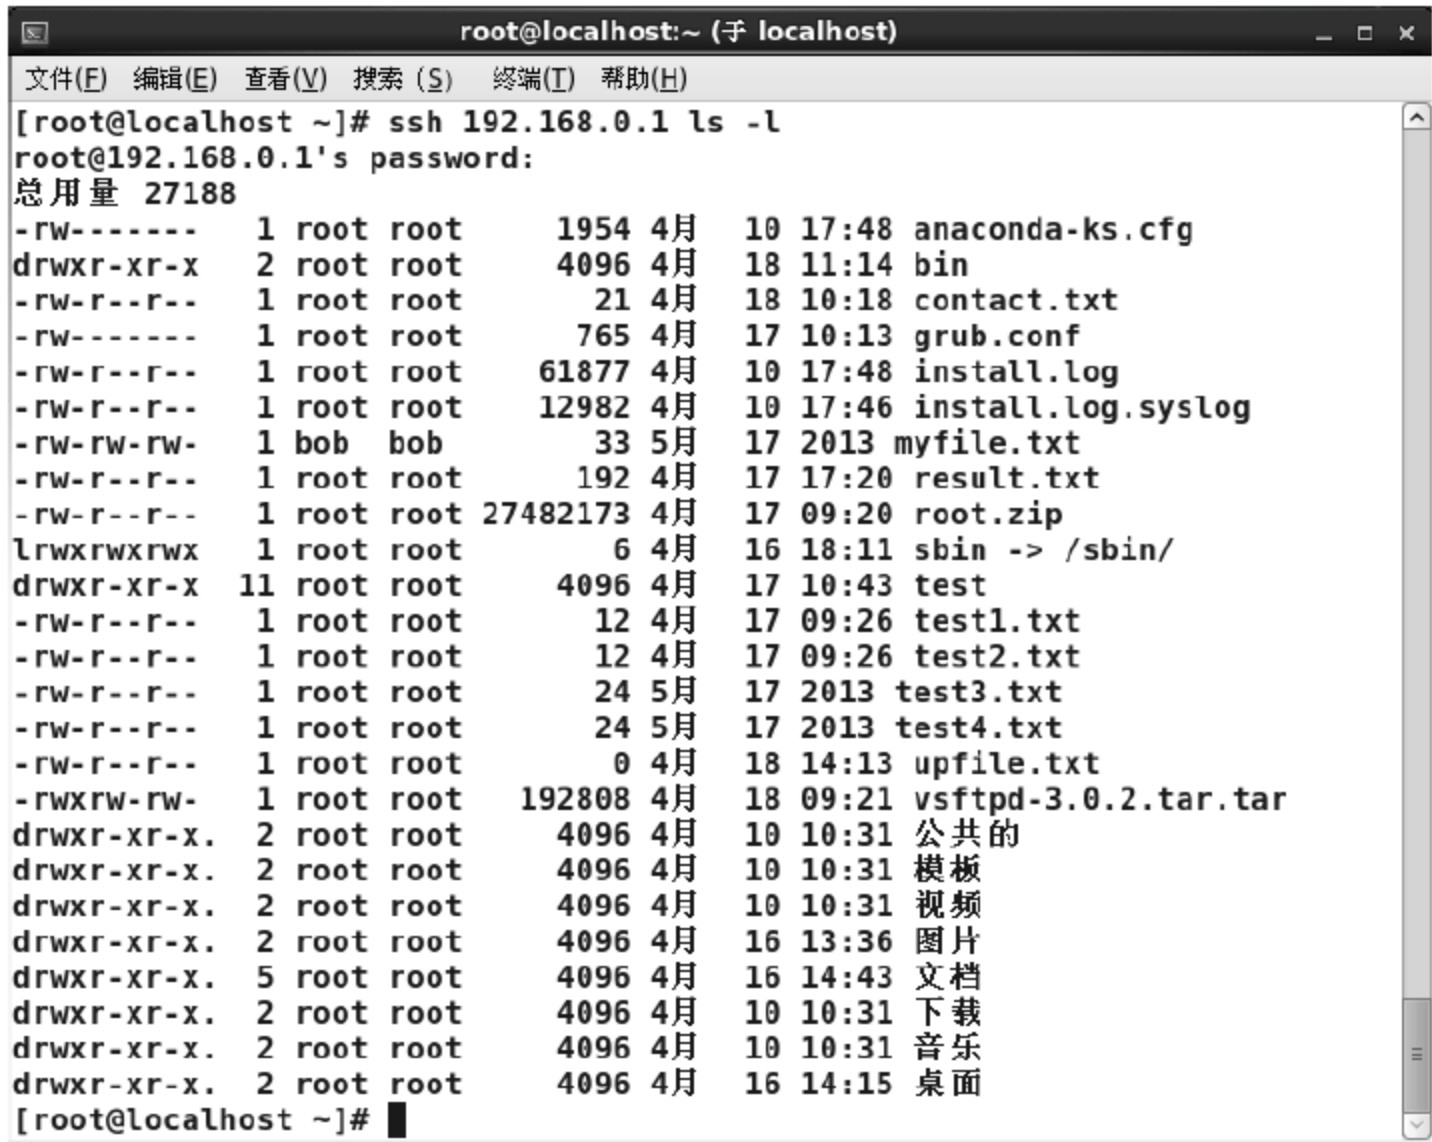 root@localhost:~ (于 localhost)
文件(F) 编辑(E) 查看(V) 搜索 (S) 终端(T) 帮助(H)
[root@localhost ~]# ssh 192.168.0.1 ls -l
root@192.168.0.1's password:
总用量 27188
-rw------- 1 root root 1954 4月 10 17:48 anaconda-ks.cfg
drwxr-xr-x 2 root root 4096 4月 18 11:14 bin
-rw-r--r-- 1 root root 21 4月 18 10:18 contact.txt
-rw------- 1 root root 765 4月 17 10:13 grub.conf
-rw-r--r-- 1 root root 61877 4月 10 17:48 install.log
-rw-r--r-- 1 root root 12982 4月 10 17:46 install.log.syslog
-rw-rw-rw- 1 bob bob 33 5月 17 2013 myfile.txt
-rw-r--r-- 1 root root 192 4月 17 17:20 result.txt
-rw-r--r-- 1 root root 27482173 4月 17 09:20 root.zip
lrwxrwxrwx 1 root root 6 4月 16 18:11 sbin -> /sbin/
drwxr-xr-x 11 root root 4096 4月 17 10:43 test
-rw-r--r-- 1 root root 12 4月 17 09:26 test1.txt
-rw-r--r-- 1 root root 12 4月 17 09:26 test2.txt
-rw-r--r-- 1 root root 24 5月 17 2013 test3.txt
-rw-r--r-- 1 root root 24 5月 17 2013 test4.txt
-rw-r--r-- 1 root root 0 4月 18 14:13 upfile.txt
-rwxrw-rw- 1 root root 192808 4月 18 09:21 vsftpd-3.0.2.tar.tar
drwxr-xr-x. 2 root root 4096 4月 10 10:31 公共的
drwxr-xr-x. 2 root root 4096 4月 10 10:31 模板
drwxr-xr-x. 2 root root 4096 4月 10 10:31 视频
drwxr-xr-x. 2 root root 4096 4月 16 13:36 图片
drwxr-xr-x. 5 root root 4096 4月 16 14:43 文档
drwxr-xr-x. 2 root root 4096 4月 10 10:31 下载
drwxr-xr-x. 2 root root 4096 4月 10 10:31 音乐
drwxr-xr-x. 2 root root 4096 4月 16 14:15 桌面
[root@localhost ~]#